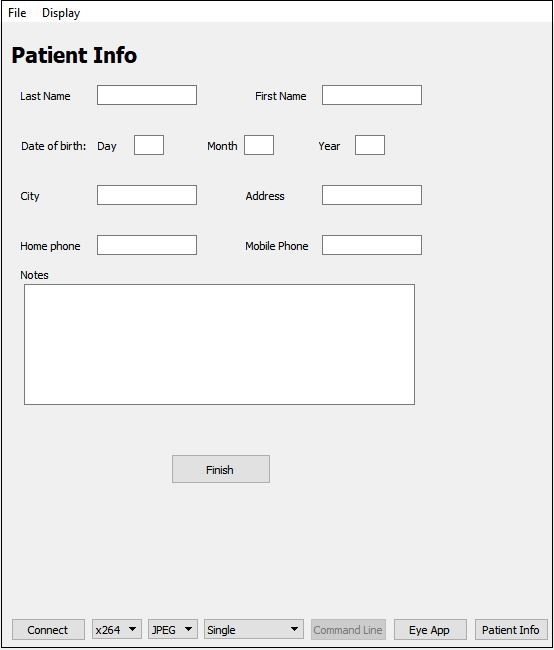 File Display
Patient Info
Last Name First Name
Date of birth: Day Month Year
City Address
Home phone Mobile Phone
Notes
Finish
Connect x264 JPEG Single Command Line Eye App Patient Info